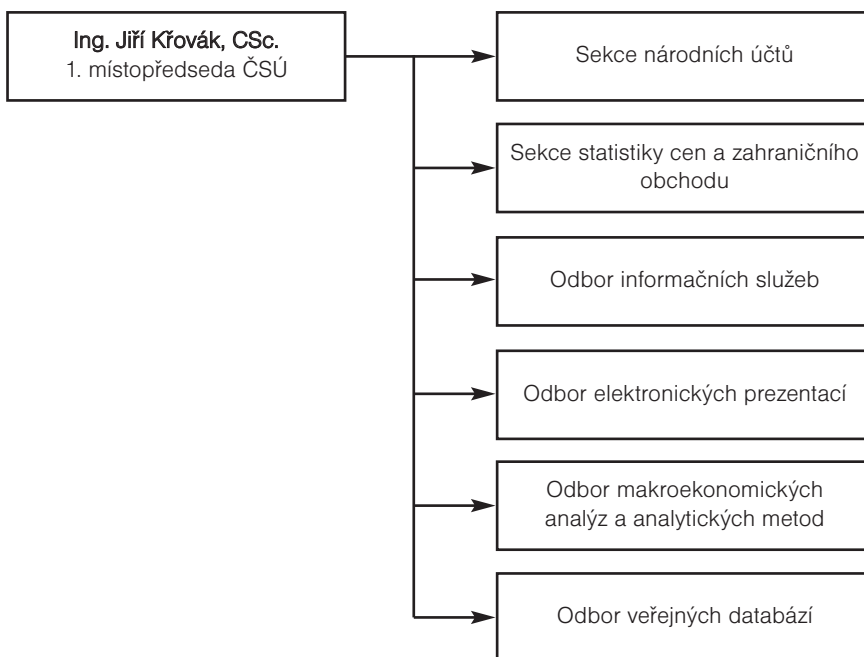 Ing. Jiří Křovák, CSc.
1. místopředseda ČSÚ
Sekce národních účtů
Sekce statistiky cen a zahraničního
obchodu
Odbor informačních služeb
Odbor elektronických prezentací
Odbor makroekonomických
analýz a analytických metod
Odbor veřejných databází